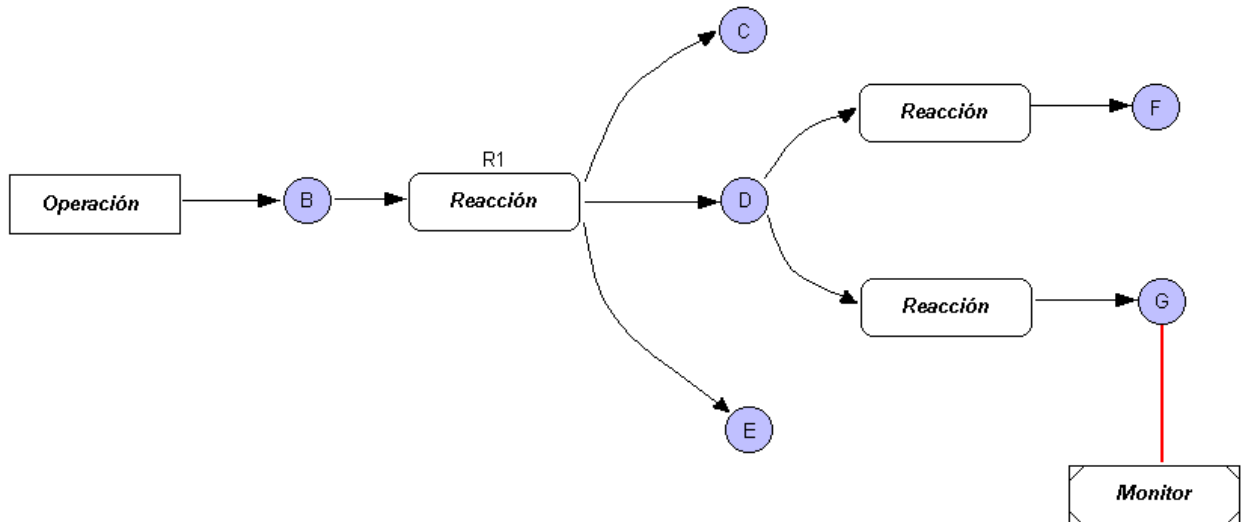 C
Reacción
F
R1
Operación
B
Reacción
D
Reacción
G
E
Monitor